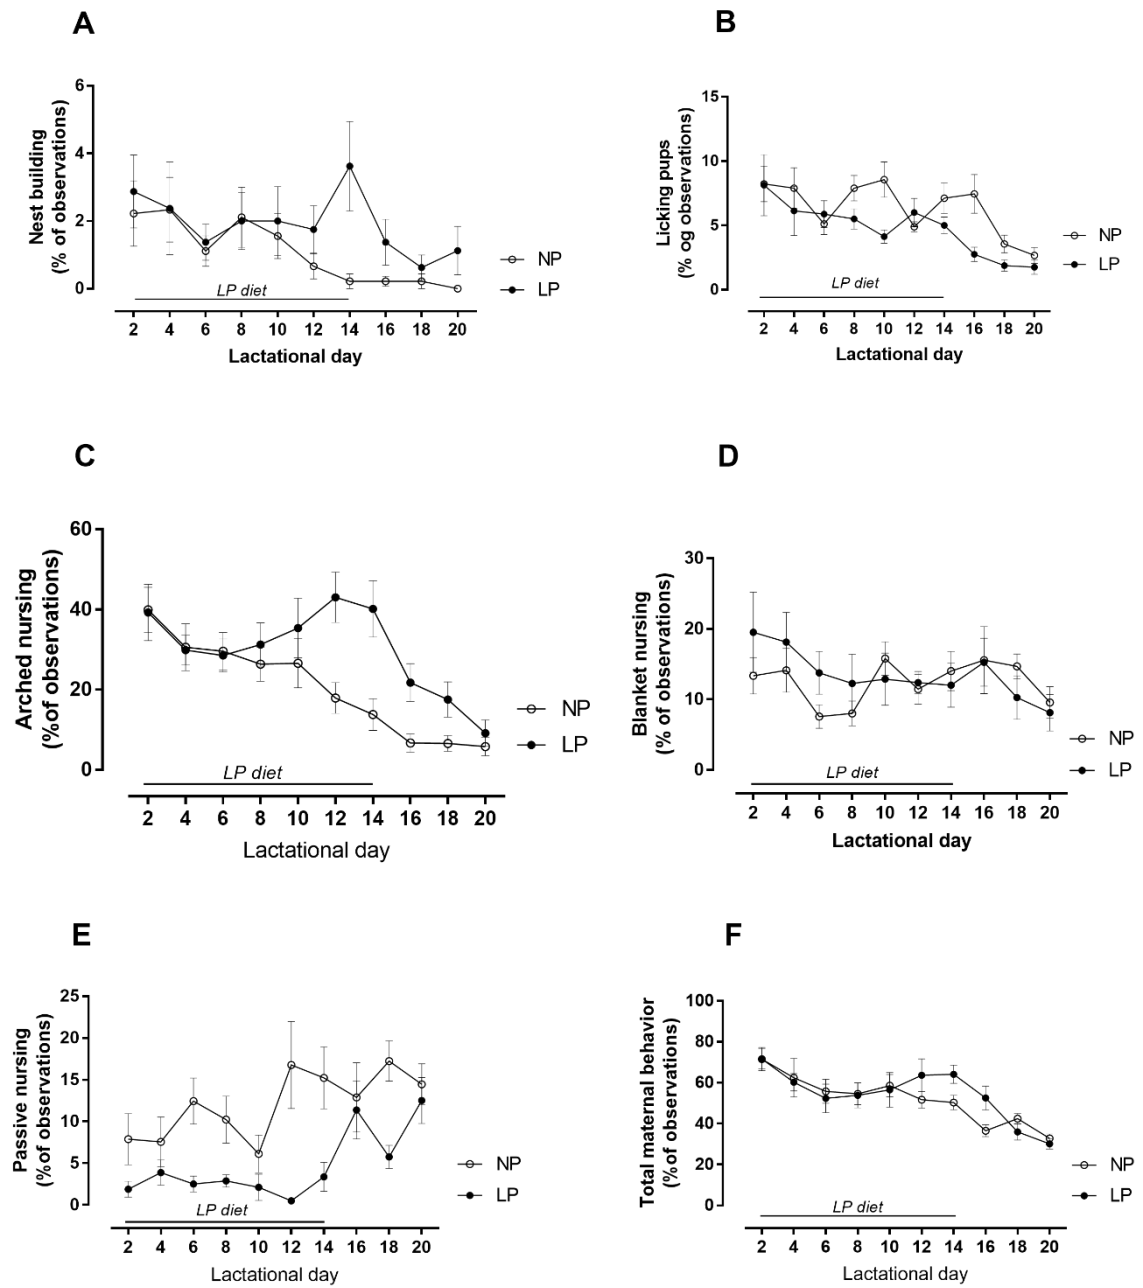 A
Nest building
(% of observations)
6
4
2
0
LP diet
2 4 6 8 10 12 14 16 18 20
Lactational day
NP
LP
B
Licking pups
(% og observations)
15
10
5
0
LP diet
2 4 6 8 10 12 14 16 18 20
Lactational day
NP
LP
C
Arched nursing
(%of observations)
60
40
20
0
LP diet
2 4 6 8 10 12 14 16 18 20
Lactational day
NP
LP
D
Blanket nursing
(% of observations)
30
20
10
0
LP diet
2 4 6 8 10 12 14 16 18 20
Lactational day
NP
LP
E
Passive nursing
(%of observations)
25
20
15
10
5
0
LP diet
2 4 6 8 10 12 14 16 18 20
Lactational day
NP
LP
F
Total maternal behavior
(%of observations)
100
80
60
40
20
0
LP diet
2 4 6 8 10 12 14 16 18 20
Lactational day
NP
LP